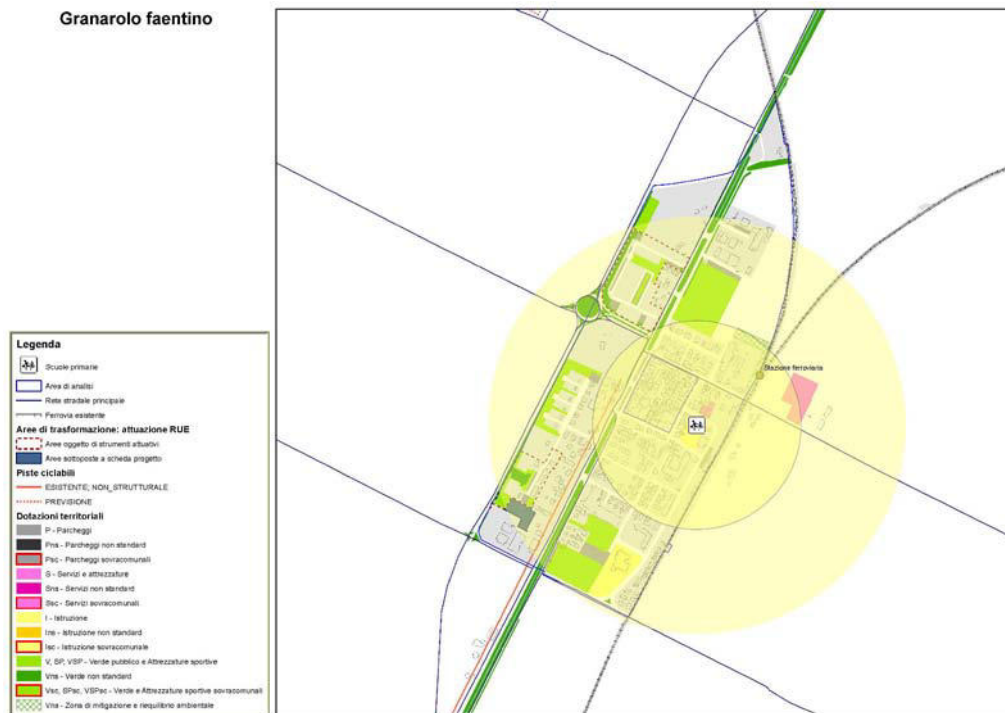 Granarolo faentino
Stazione ferroviaria
Legenda
Scuole primarie
Area di analisi
Rete stradale principale
Ferrovia esistente
Aree di trasformazione: attuazione RUE
Aree oggetto di strumenti attuativi
Aree sottoposte a scheda progetto
Piste ciclabili
ESISTENTE; NON_STRUTTURALE
PREVISIONE
Dotazioni territoriali
P - Parcheggi
Pns - Parcheggi non standard
Psc - Parcheggi sovracomunali
S - Servizi e attrezzature
Sns - Servizi non standard
Ssc - Servizi sovracomunali
I - Istruzione
Ins - Istruzione non standard
Isc - Istruzione sovracomunale
V, SP, VSP - Verde pubblico e Attrezzature sportive
Vns - Verde non standard
Vsc, SPsc, VSPsc - Verde e Attrezzature sportive sovracomunali
Vna - Zona di mitigazione e riequilibrio ambientale